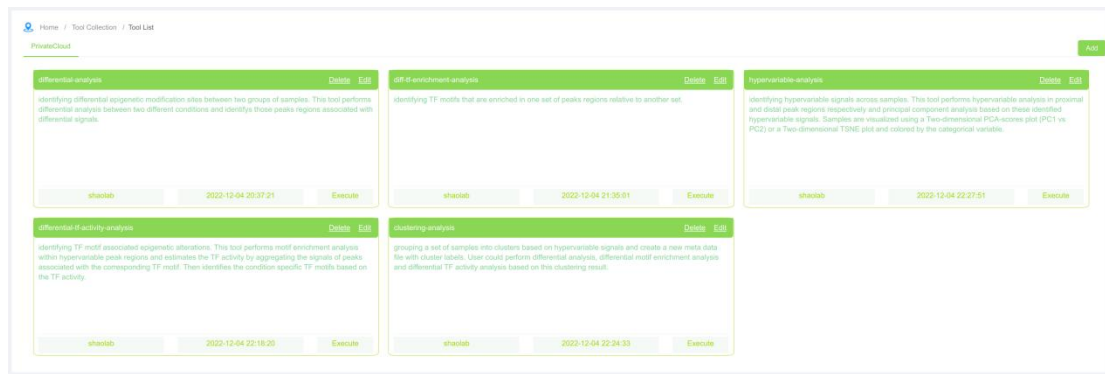 Home / Tool Collection / Tool List
PrivateCloud
Add
differential-analysis Delete Edit
identifying differential epigenetic modification sites between two groups of samples. This tool performs
differential analysis between two different conditions and identifys those peaks regions associated with
differential signals.
shaolab 2022-12-04 20:37:21 Execute
diff-tf-enrichment-analysis Delete Edit
identifying TF motifs that are enriched in one set of peaks regions relative to another set.
shaolab 2022-12-04 21:35:01 Execute
hypervariable-analysis Delete Edit
identifying hypervariable signals across samples. This tool performs hypervariable analysis in proximal
and distal peak regions respectively and principal component analysis based on these identified
hypervariable signals. Samples are visualized using a Two-dimensional PCA-scores plot (PC1 vs
PC2) or a Two-dimensional TSNE plot and colored by the categorical variable.
shaolab 2022-12-04 22:27:51 Execute
differential-tf-activity-analysis Delete Edit
identifying TF motif associated epigenetic alterations. This tool performs motif enrichment analysis
within hypervariable peak regions and estimates the TF activity by aggregating the signals of peaks
associated with the corresponding TF motif. Then identifies the condition specific TF motifs based on
the TF activity.
shaolab 2022-12-04 22:18:20 Execute
clustering-analysis Delete Edit
grouping a set of samples into clusters based on hypervariable signals and create a new meta data
file with cluster labels. User could perform differential analysis, differential motif enrichment analysis
and differential TF activity analysis based on this clustering result.
shaolab 2022-12-04 22:24:33 Execute